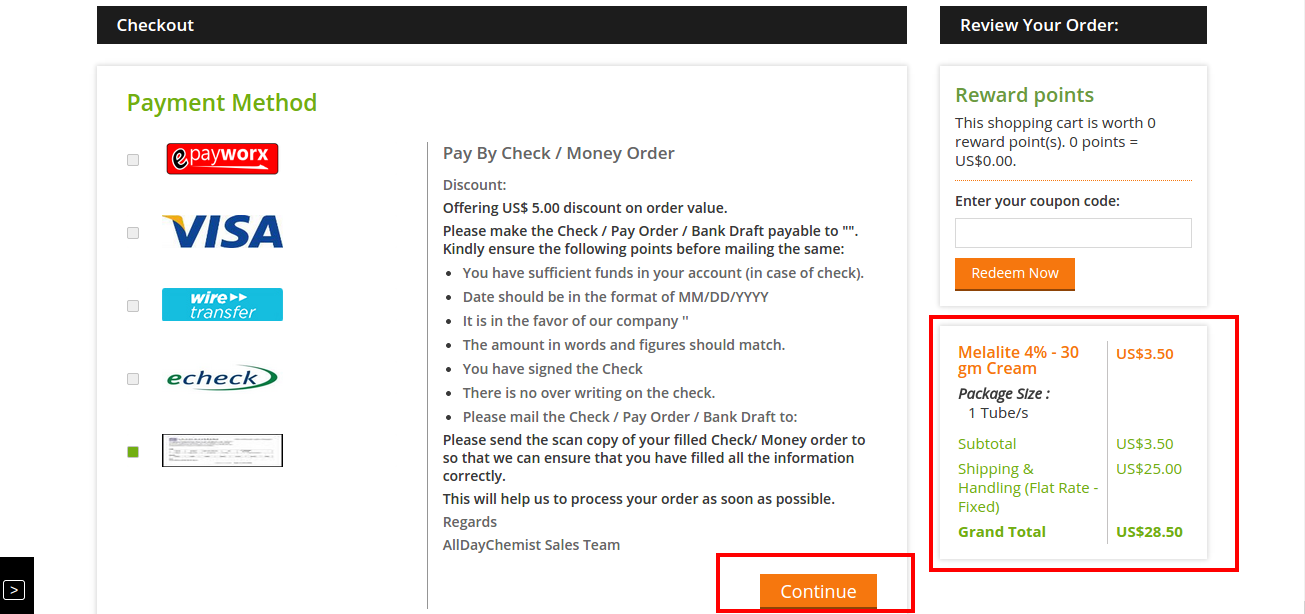 Checkout
Payment Method
epayworx
VISA
wire
transfer
echeck
Pay By Check / Money Order
Discount:
Offering US$ 5.00 discount on order value.
Please make the Check / Pay Order / Bank Draft payable to "".
Kindly ensure the following points before mailing the same:
You have sufficient funds in your account (in case of check).
Date should be in the format of MM/DD/YYYY
It is in the favor of our company ''
The amount in words and figures should match.
You have signed the Check
There is no over writing on the check.
Please mail the Check / Pay Order / Bank Draft to:
Please send the scan copy of your filled Check/ Money order to
so that we can ensure that you have filled all the information
correctly.
This will help us to process your order as soon as possible.
Regards
AllDayChemist Sales Team
Continue
>
Review Your Order:
Reward points
This shopping cart is worth 0
reward point(s). 0 points =
US$0.00.
Enter your coupon code:
Redeem Now
Melalite 4% - 30 US$3.50
gm Cream
Package Size :
1 Tube/s
Subtotal US$3.50
Shipping & US$25.00
Handling (Flat Rate -
Fixed)
Grand Total US$28.50